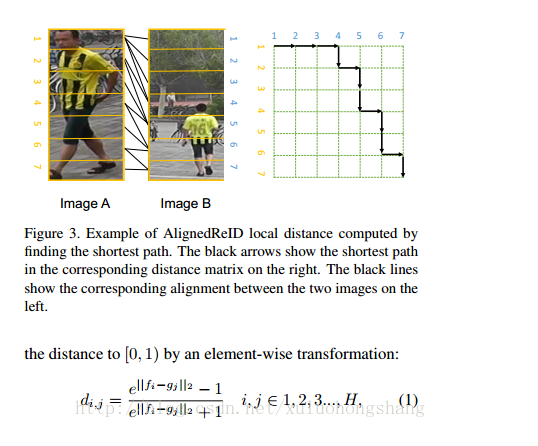 1 2 3 4 5 6 7
1 2 3 4 5 6 7
1 2 3 4 5 6 7
1 2 3 4 5 6 7
Image A
Image B
Figure 3. Example of AlignedReID local distance computed by
finding the shortest path. The black arrows show the shortest path
in the corresponding distance matrix on the right. The black lines
show the corresponding alignment between the two images on the
left.
the distance to [0, 1) by an element-wise transformation:
d_{i,j} = \frac{e^{||f_i-g_j||_2} - 1}{e^{||f_i-g_j||_2} + 1} i, j ∈ 1, 2, 3..., H, (1)